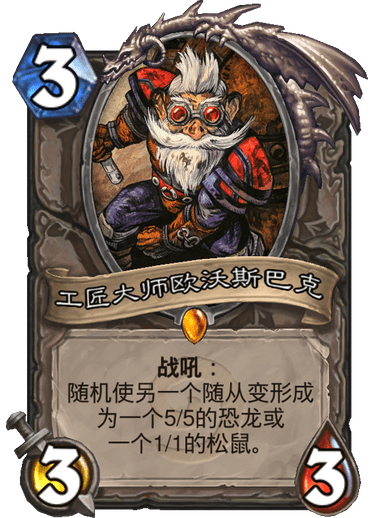 3
工匠大师欧沃斯巴克
战吼：
随机使另一个随从变形成
为一个5/5的恐龙或
一个1/1的松鼠。
3
3